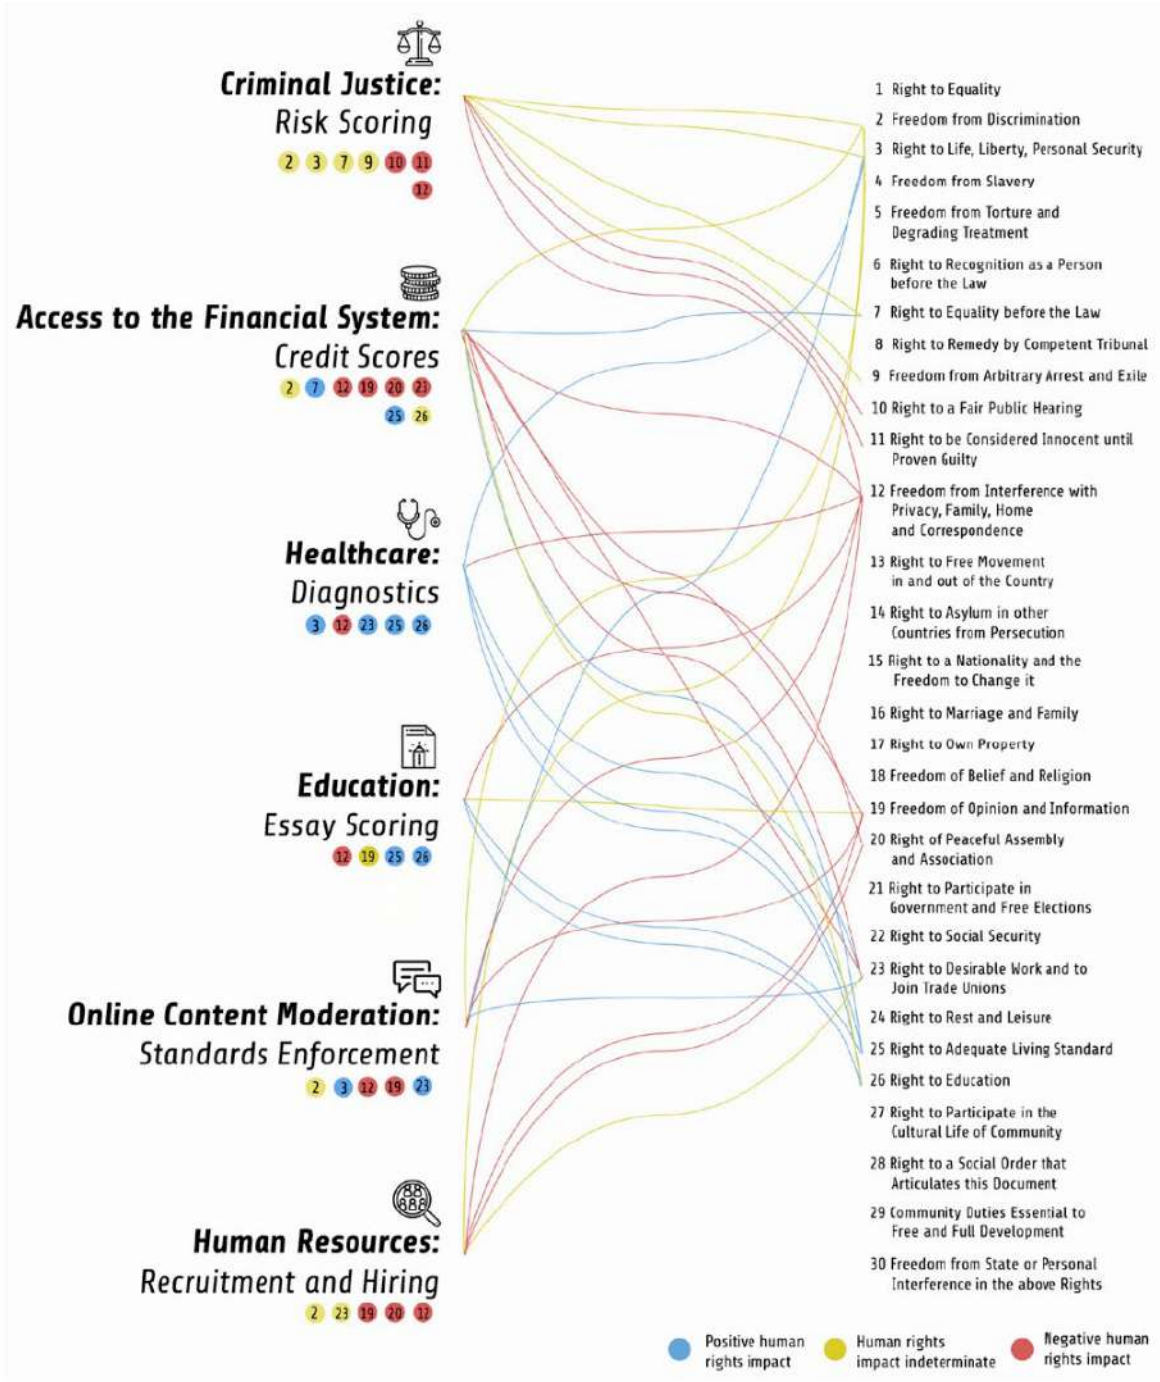 Criminal Justice:
Risk Scoring
2 3 7 9 10 11
12
Access to the Financial System:
Credit Scores
2 7 12 19 20 23
25 26
Healthcare:
Diagnostics
3 12 23 25 26
Education:
Essay Scoring
12 19 25 26
Online Content Moderation:
Standards Enforcement
2 3 12 19 23
Human Resources:
Recruitment and Hiring
2 23 19 20 12
1 Right to Equality
2 Freedom from Discrimination
3 Right to Life, Liberty, Personal Security
4 Freedom from Slavery
5 Freedom from Torture and
Degrading Treatment
6 Right to Recognition as a Person
before the Law
7 Right to Equality before the Law
8 Right to Remedy by Competent Tribunal
9 Freedom from Arbitrary Arrest and Exile
10 Right to a Fair Public Hearing
11 Right to be Considered Innocent until
Proven Guilty
12 Freedom from Interference with
Privacy, Family, Home
and Correspondence
13 Right to Free Movement
in and out of the Country
14 Right to Asylum in other
Countries from Persecution
15 Right to a Nationality and the
Freedom to Change it
16 Right to Marriage and Family
17 Right to Own Property
18 Freedom of Belief and Religion
19 Freedom of Opinion and Information
20 Right of Peaceful Assembly
and Association
21 Right to Participate in
Government and Free Elections
22 Right to Social Security
23 Right to Desirable Work and to
Join Trade Unions
24 Right to Rest and Leisure
25 Right to Adequate Living Standard
26 Right to Education
27 Right to Participate in the
Cultural Life of Community
28 Right to a Social Order that
Articulates this Document
29 Community Duties Essential to
Free and Full Development
30 Freedom from State or Personal
Interference in the above Rights
Positive human
rights impact
Human rights
impact indeterminate
Negative human
rights impact